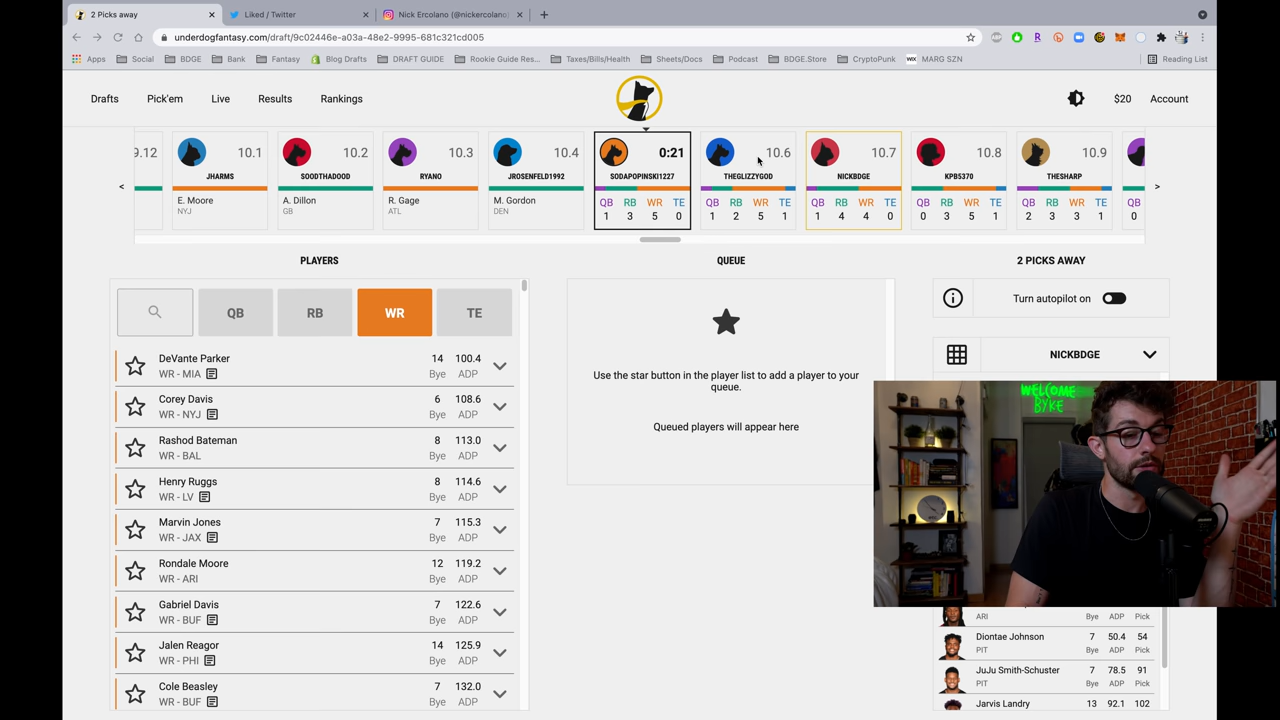 2 Picks away
Liked / Twitter
Nick Ercolano (@nickercolano)
underdogfantasy.com/draft/9c02446e-a03a-48e2-9995-681c321cd005
Apps Social BDGE Bank Fantasy Blog Drafts DRAFT GUIDE Rookie Guide Res... Taxes/Bills/Health Sheets/Docs Podcast BDGE.Store CryptoPunk MARG SZN Reading List
Drafts Pick'em Live Results Rankings $20 Account
9.12 10.1 10.2 10.3 10.4 0:21 10.6 10.7 10.8 10.9
JHARMS SOODTHADOOD RYANO JROSENFELD1992 SODAPOPINSKI1227 THEGLIZZYGOD NICKBDGE KPB5370 THESHARP
E. Moore A. Dillon R. Gage M. Gordon QB RB WR TE QB RB WR TE QB RB WR TE QB RB WR TE QB RB WR TE QB
NYJ GB ATL DEN 1 3 5 0 1 2 5 1 1 4 4 0 0 3 5 1 2 3 3 1 0
< >
PLAYERS
QB RB WR TE
DeVante Parker 14 100.4
WR - MIA Bye ADP
Corey Davis 6 108.6
WR - NYJ Bye ADP
Rashod Bateman 8 113.0
WR - BAL Bye ADP
Henry Ruggs 8 114.6
WR - LV Bye ADP
Marvin Jones 7 115.3
WR - JAX Bye ADP
Rondale Moore 12 119.2
WR - ARI Bye ADP
Gabriel Davis 7 122.6
WR - BUF Bye ADP
Jalen Reagor 14 125.9
WR - PHI Bye ADP
Cole Beasley 7 132.0
WR - BUF Bye ADP
QUEUE
Use the star button in the player list to add a player to your
queue.
Queued players will appear here
2 PICKS AWAY
Turn autopilot on
NICKBDGE
WELCOME
BYKE
ARI Bye ADP Pick
Diontae Johnson 7 50.4 54
PIT Bye ADP Pick
JuJu Smith-Schuster 7 78.5 91
PIT Bye ADP Pick
Jarvis Landry 13 92.1 102